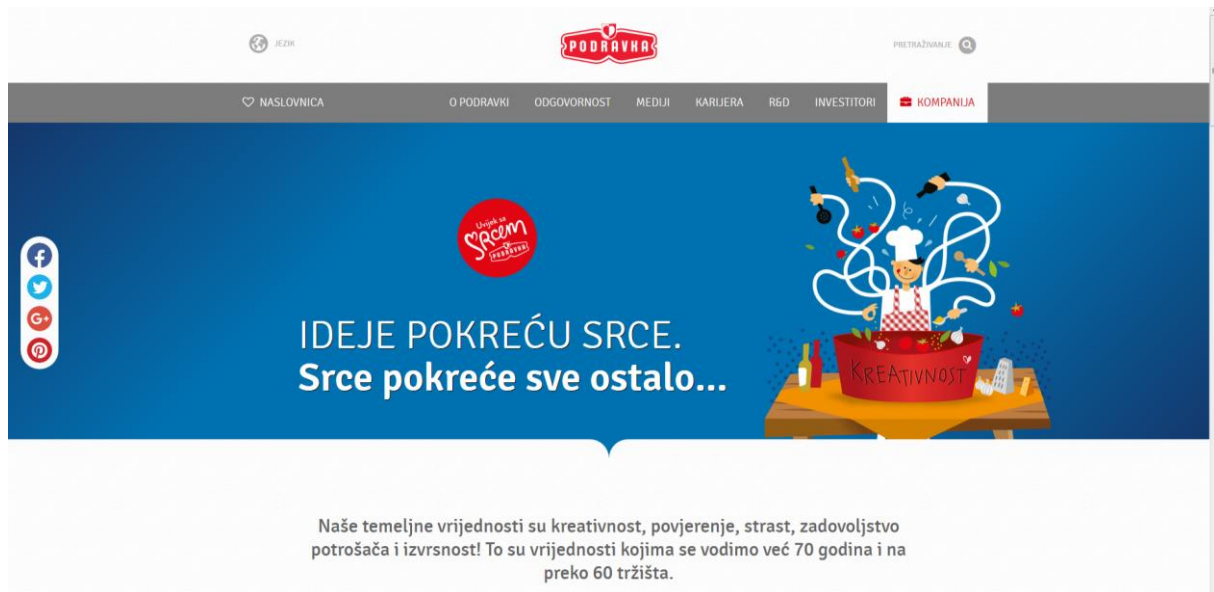 JEZIK
PODRAVKA
PRETRAŽIVANJE
NASLOVNICA
O PODRAVKI
ODGOVORNOST
MEDIJI
KARIJERA
R&D
INVESTITORI
KOMPANIJA
Uvijek sa
SRcem
PODRAVKA
IDEJE POKREĆU SRCE.
Srce pokreće sve ostalo...
KREATIVNOST
G+
Naše temeljne vrijednosti su kreativnost, povjerenje, strast, zadovoljstvo
potrošača i izvrsnost! To su vrijednosti kojima se vodimo već 70 godina i na
preko 60 tržišta.